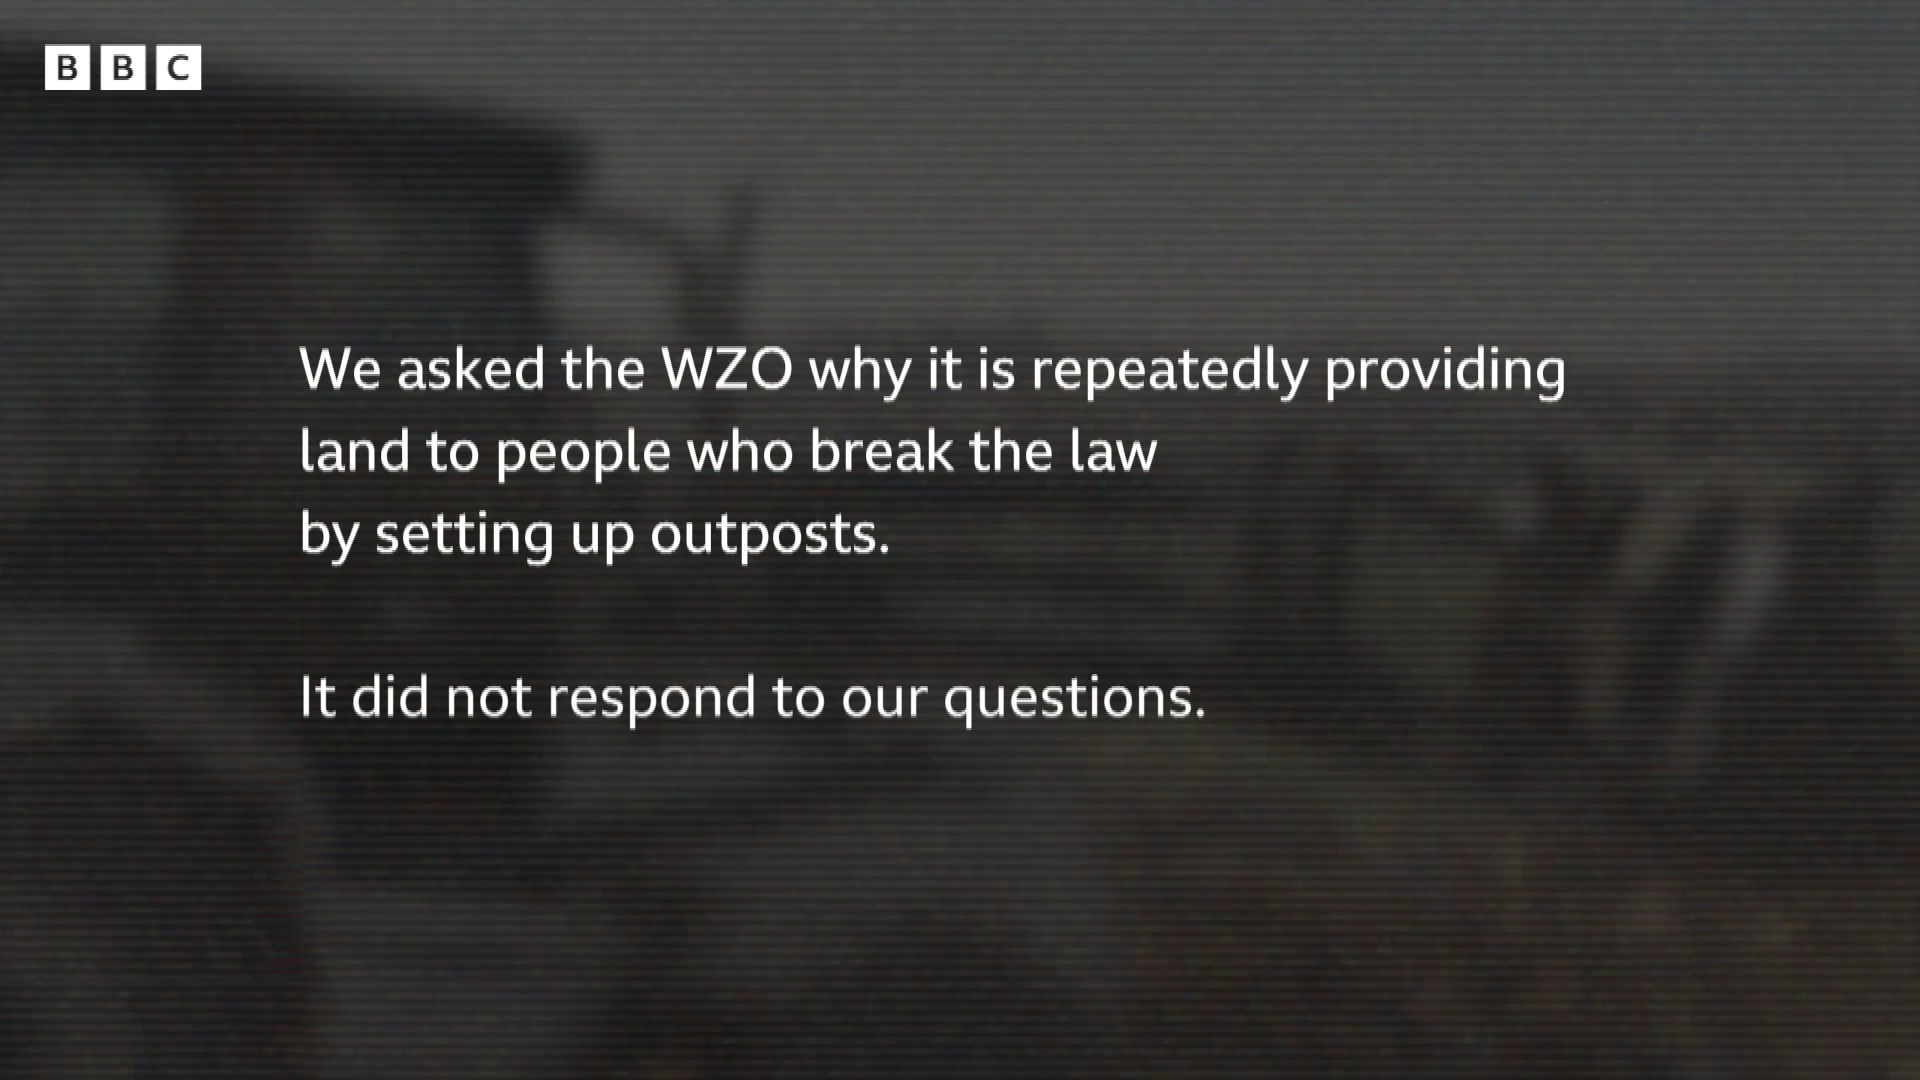 BBC
We asked the WZO why it is repeatedly providing
land to people who break the law
by setting up outposts.
It did not respond to our questions.